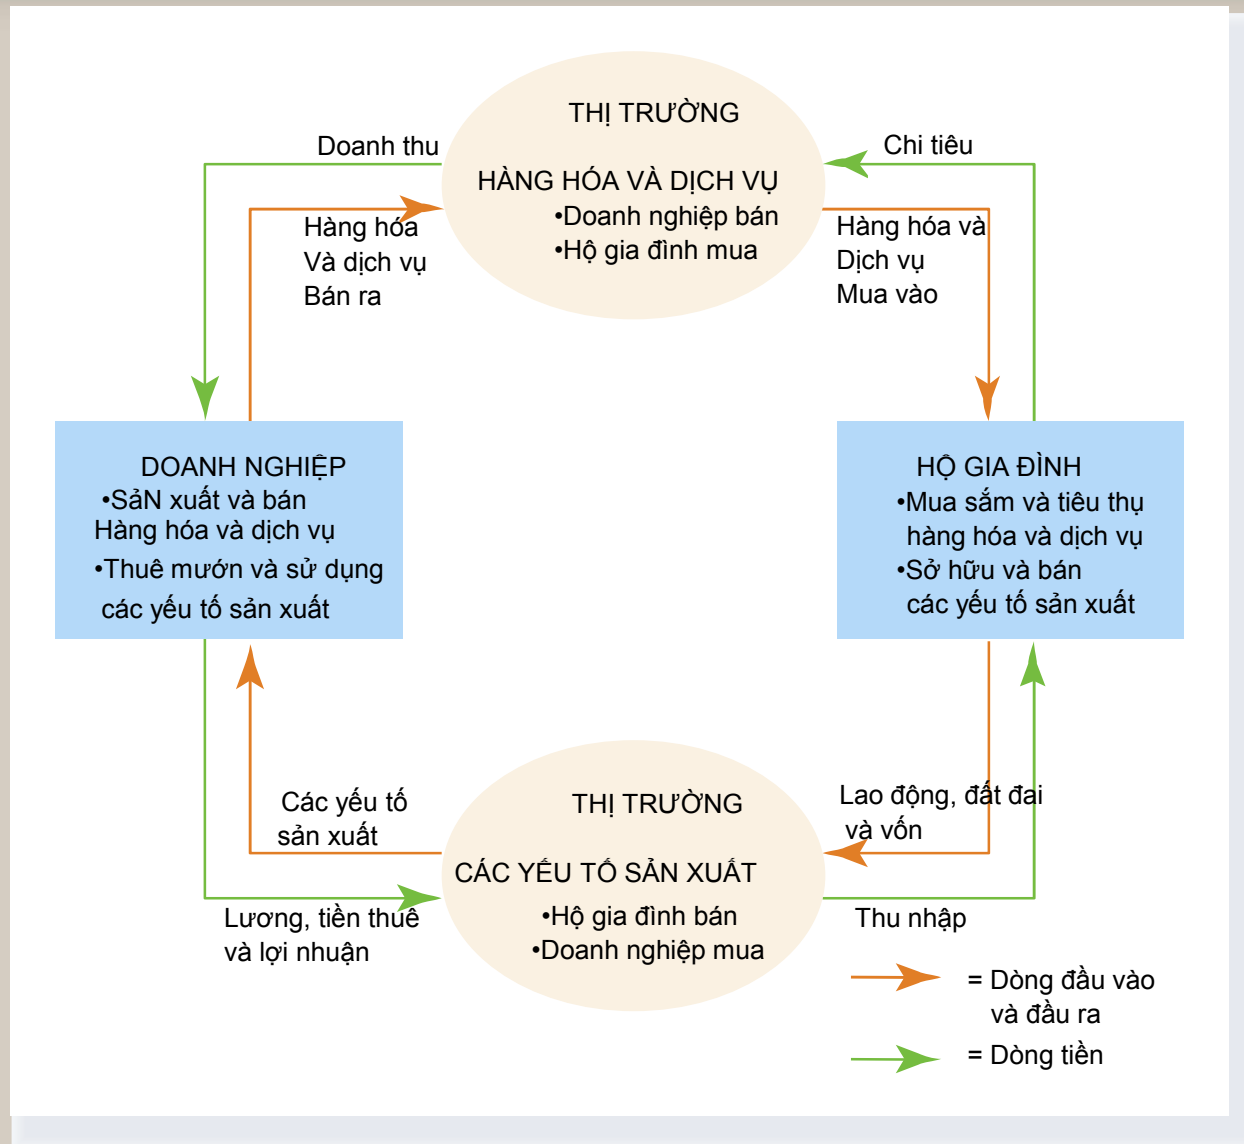 THỊ TRƯỜNG
HÀNG HÓA VÀ DỊCH VỤ
•Doanh nghiệp bán
•Hộ gia đình mua
Doanh thu
Hàng hóa
Và dịch vụ
Bán ra
Chi tiêu
Hàng hóa và
Dịch vụ
Mua vào
DOANH NGHIỆP
•SảN xuất và bán
Hàng hóa và dịch vụ
•Thuê mướn và sử dụng
các yếu tố sản xuất
HỘ GIA ĐÌNH
•Mua sắm và tiêu thụ
hàng hóa và dịch vụ
•Sở hữu và bán
các yếu tố sản xuất
Các yếu tố
sản xuất
Lương, tiền thuê
và lợi nhuận
THỊ TRƯỜNG
CÁC YẾU TỐ SẢN XUẤT
•Hộ gia đình bán
•Doanh nghiệp mua
Lao động, đất đai
và vốn
Thu nhập
= Dòng đầu vào
và đầu ra
= Dòng tiền